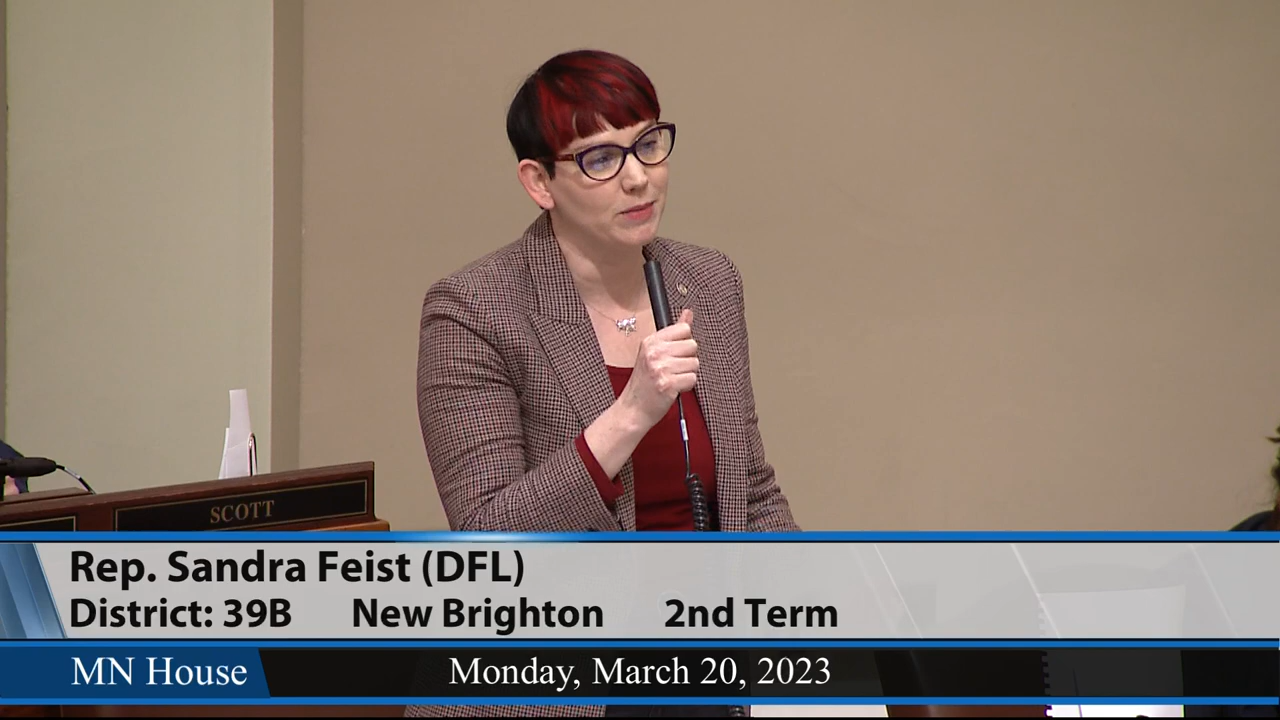 SCOTT
Rep. Sandra Feist (DFL)
District: 39B New Brighton 2nd Term
MN House Monday, March 20, 2023